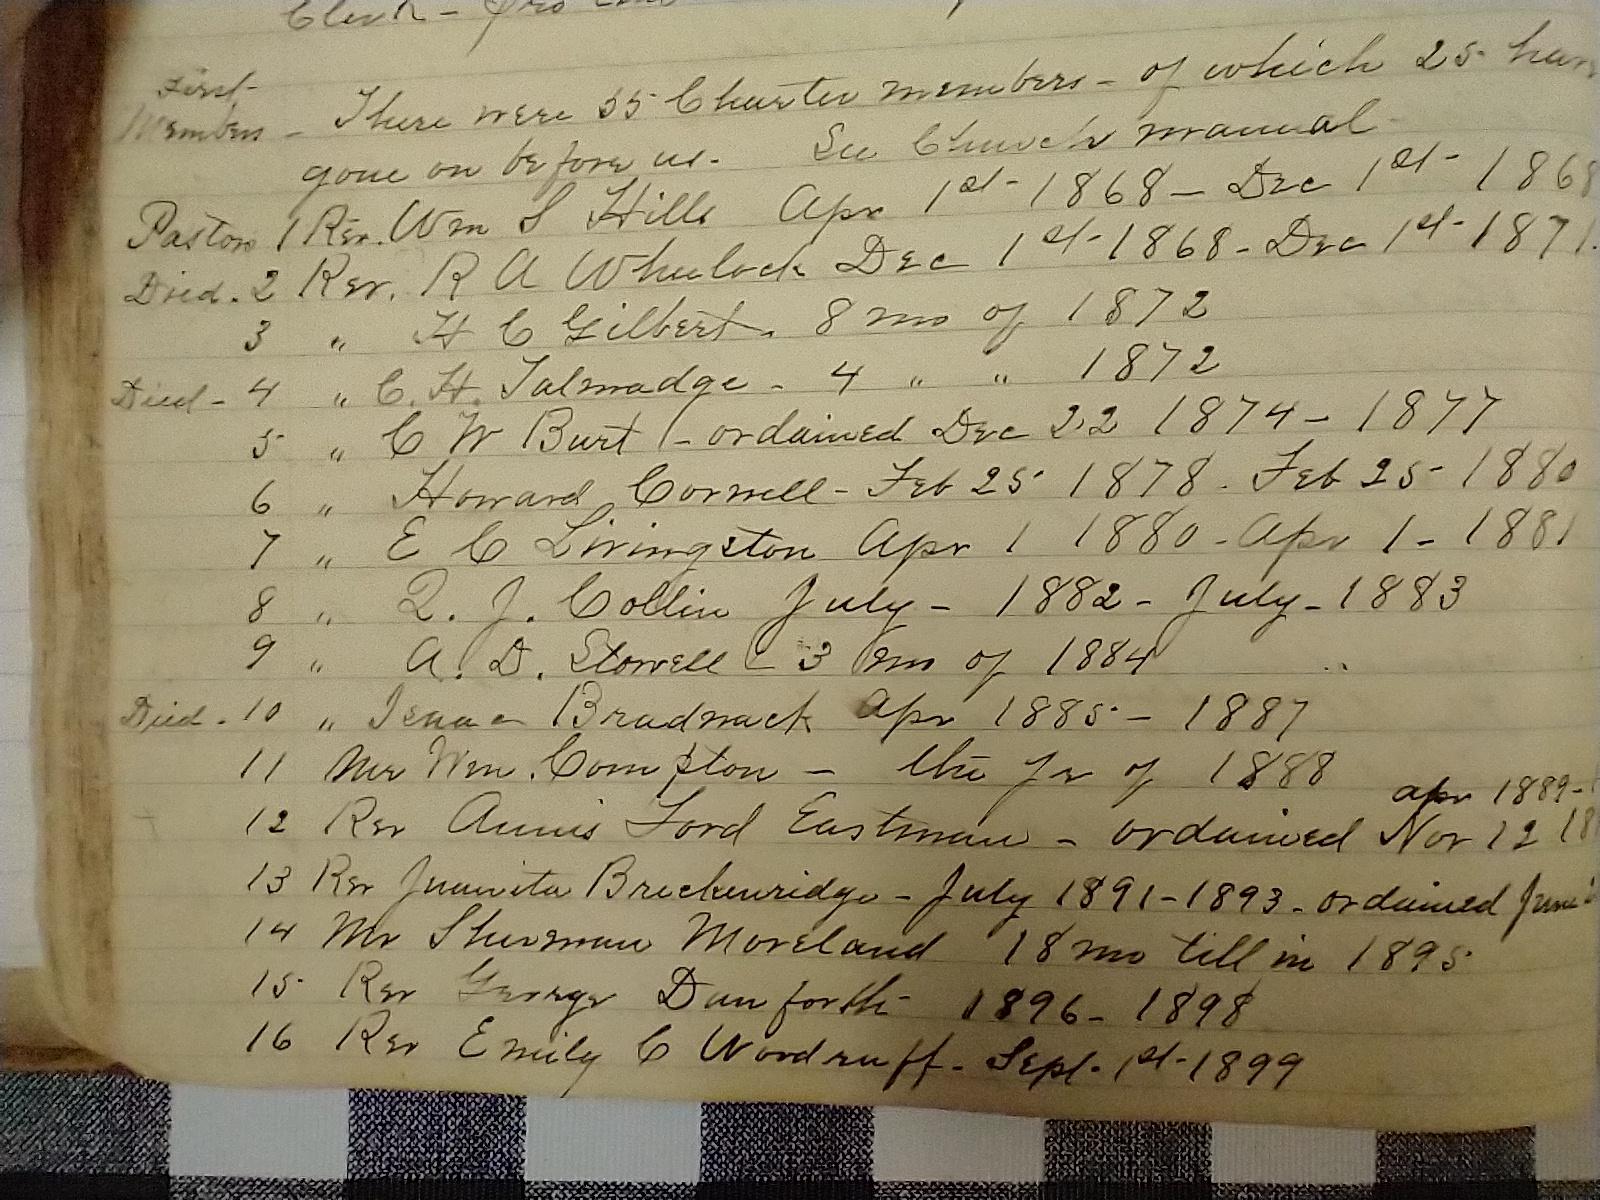 Clerk - Pro
First- Members - There were 55 Charter members - of which 25 have
gone on before us. See Church manual
Pastors 1 Rev. Wm S Hills Apr 1st - 1868 - Dec 1st - 1868
Died. 2 Rev. R A Wheelock Dec 1st - 1868 - Dec 1st - 1871.
3 " H C Gilbert. 8 mo of 1872
Died - 4 " C. H. Talmadge - 4 " " 1872
5 " C W Burt - ordained Dec 22 1874 - 1877
6 " Howard Cornell - Feb 25 1878 - Feb 25 - 1880
7 " E C Livingston Apr 1 1880 - Apr 1 - 1881
8 " Q. J. Collin July - 1882 - July - 1883
9 " A. D. Stowell - 3 mo of 1884
Died - 10 " Isaac Bradnack Apr 1885 - 1887
11 Mr Wm. Compston - the yr of 1888
apr 1889 -
12 Rev Annis Ford Eastman - ordained Nov 12 18
13 Rev Juanita Breckenridge - July 1891 - 1893 - ordained June
14 Mr Sherman Moreland 18 mo till in 1895
15 Rev George Danforth 1896 - 1898
16 Rev Emily C Woodruff - Sept. 1st - 1899